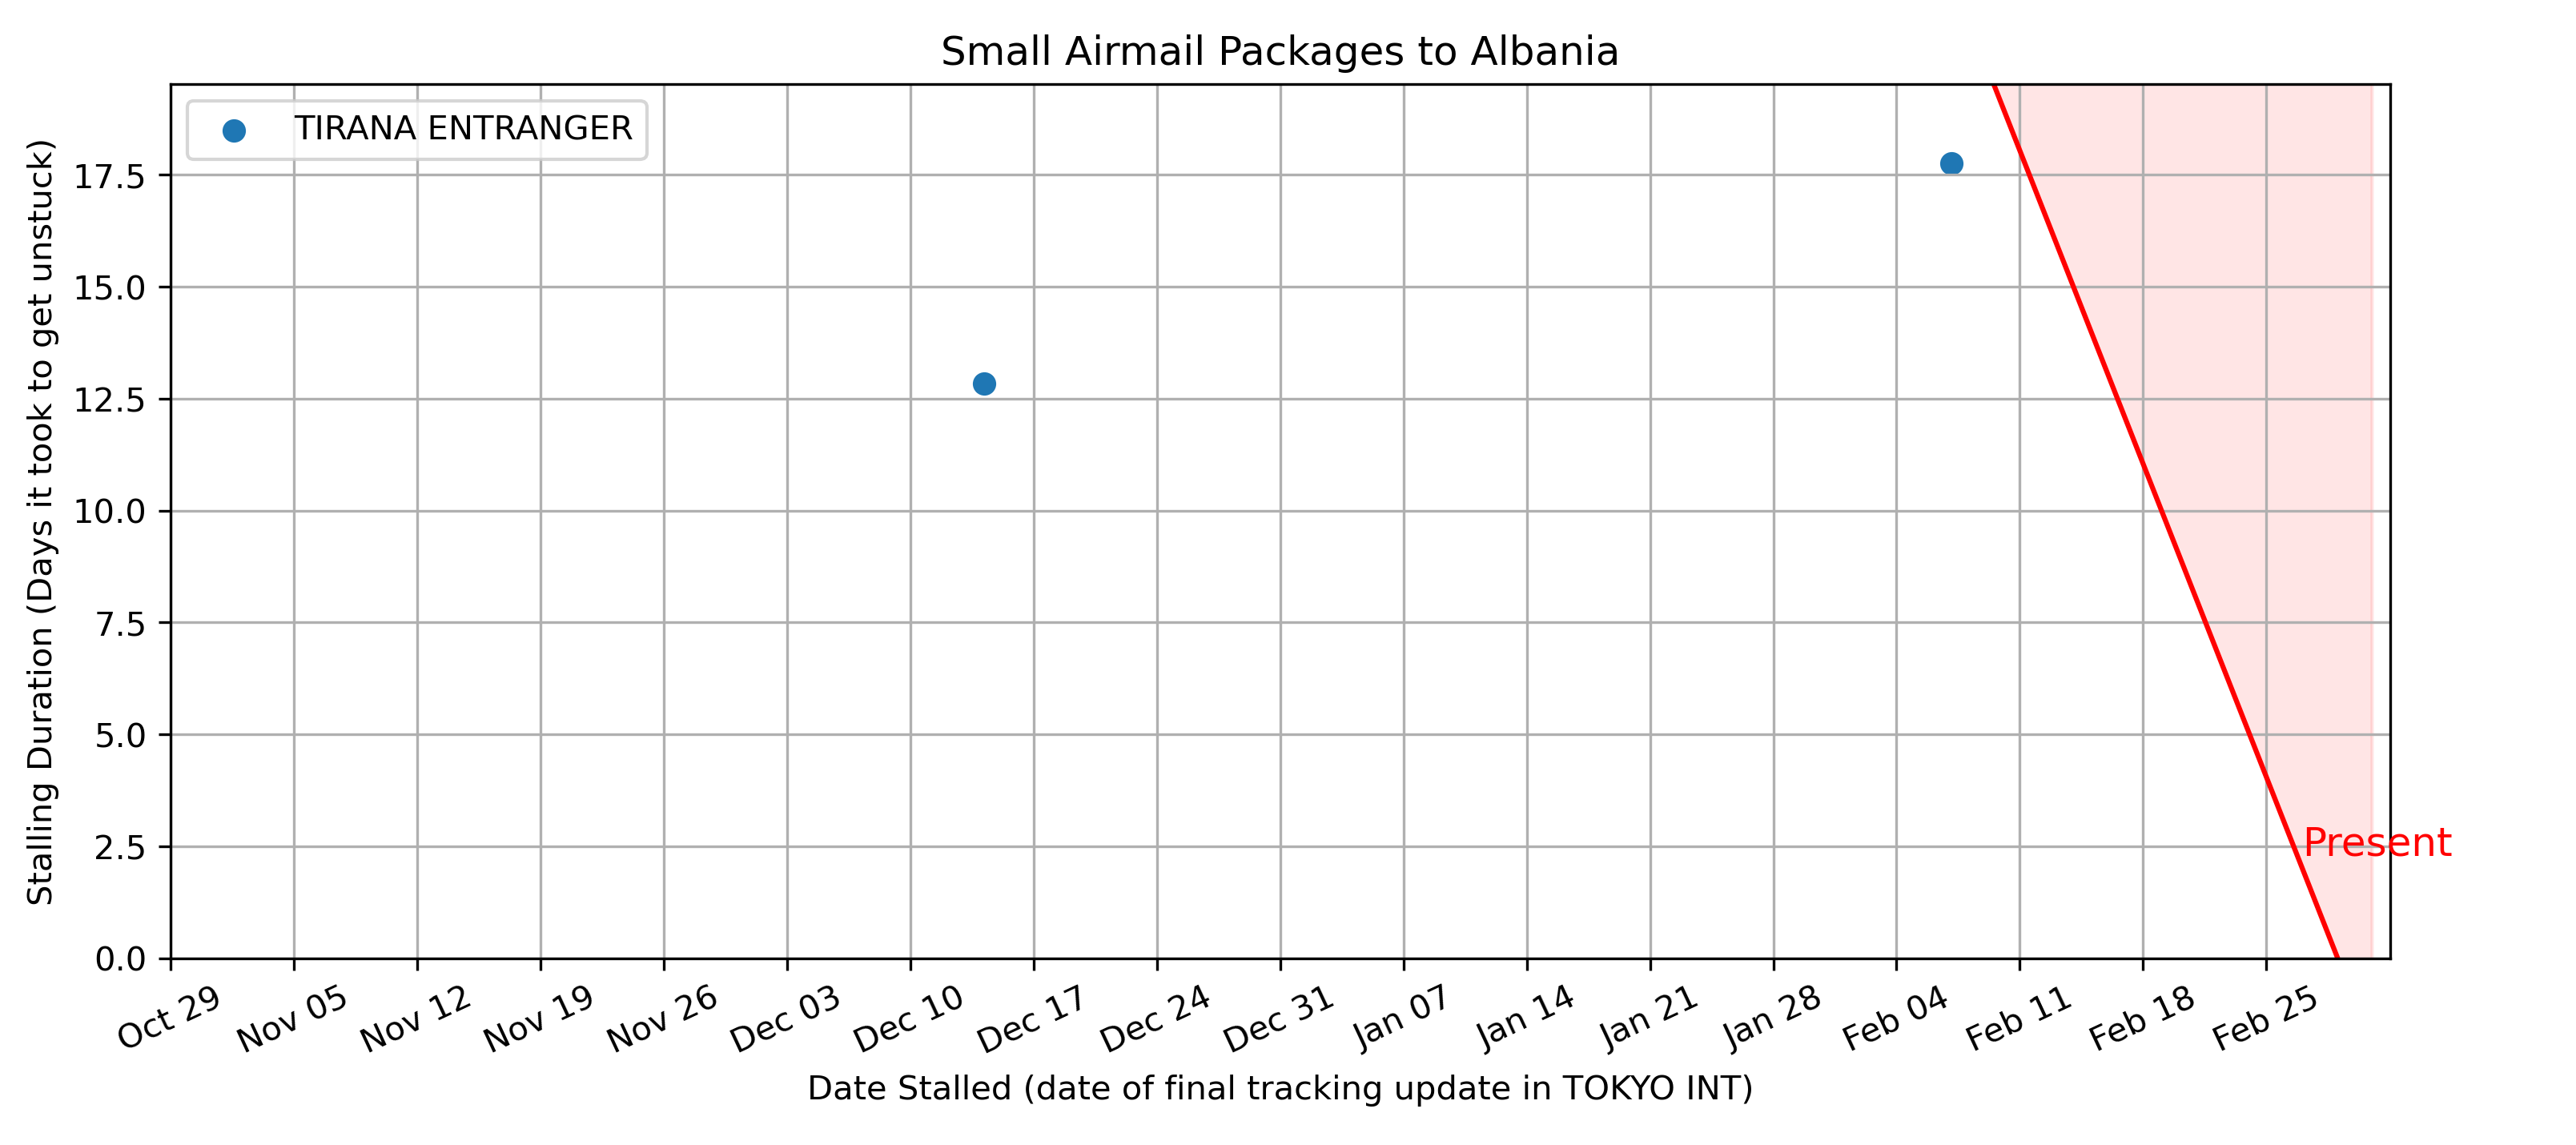 Small Airmail Packages to Albania
TIRANA ENTRANGER
Stalling Duration (Days it took to get unstuck)
17.5
15.0
12.5
10.0
7.5
5.0
2.5
0.0
Present
Oct 29 Nov 05 Nov 12 Nov 19 Nov 26 Dec 03 Dec 10 Dec 17 Dec 24 Dec 31 Jan 07 Jan 14 Jan 21 Jan 28 Feb 04 Feb 11 Feb 18 Feb 25
Date Stalled (date of final tracking update in TOKYO INT)